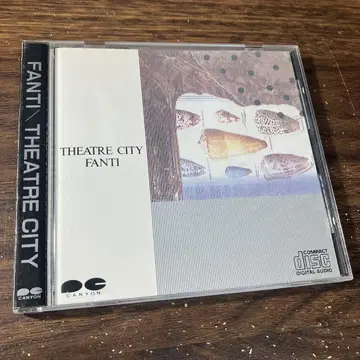 FANTI \ THEATRE CITY
CANYON
THEATRE CITY
FANTI
CANYON
COMPACT
disc
DIGITAL AUDIO